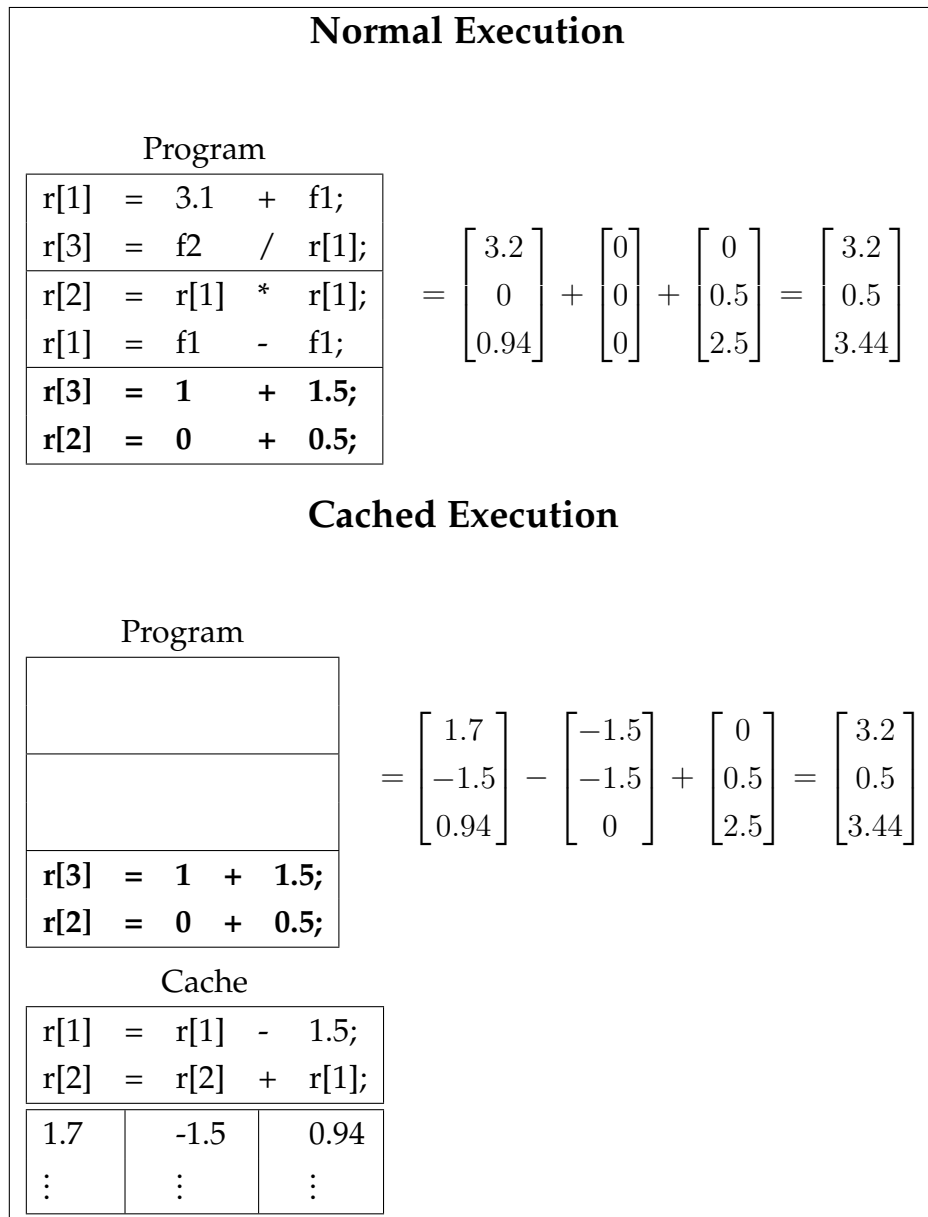 Normal Execution
Program
r[1] = 3.1 + f1;
r[3] = f2 / r[1];
r[2] = r[1] * r[1];
r[1] = f1 - f1;
r[3] = 1 + 1.5;
r[2] = 0 + 0.5;
= [3.2 0 0.94] + [0 0 0] + [0 0.5 2.5] = [3.2 0.5 3.44]
Cached Execution
Program
r[3] = 1 + 1.5;
r[2] = 0 + 0.5;
= [1.7 −1.5 0.94] − [−1.5 −1.5 0] + [0 0.5 2.5] = [3.2 0.5 3.44]
Cache
r[1] = r[1] - 1.5;
r[2] = r[2] + r[1];
1.7 -1.5 0.94
⋮ ⋮ ⋮